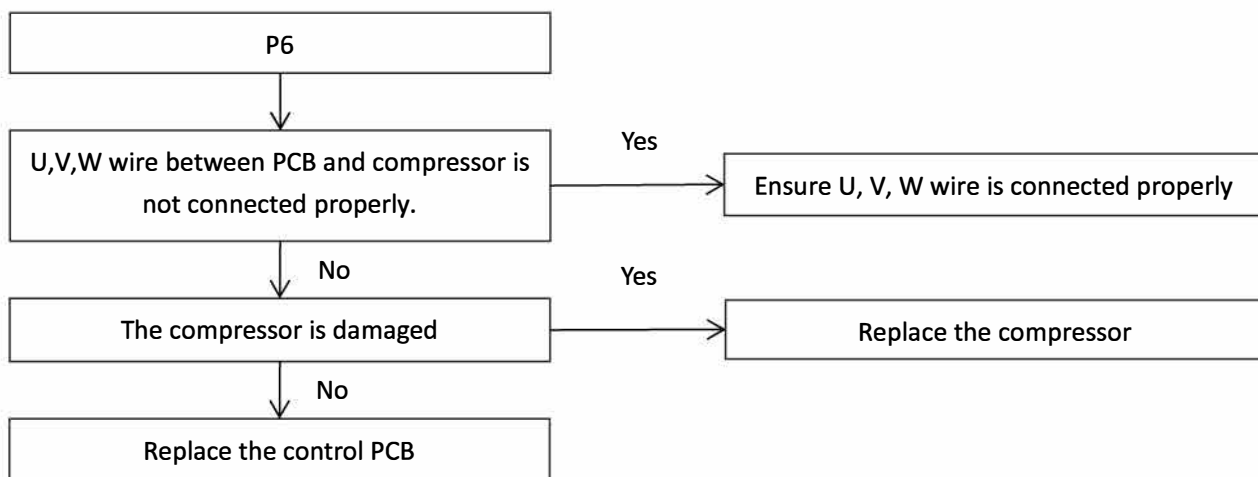 P6
U,V,W wire between PCB and compressor is
not connected properly.
Yes
Ensure U, V, W wire is connected properly
No
The compressor is damaged
Yes
Replace the compressor
No
Replace the control PCB